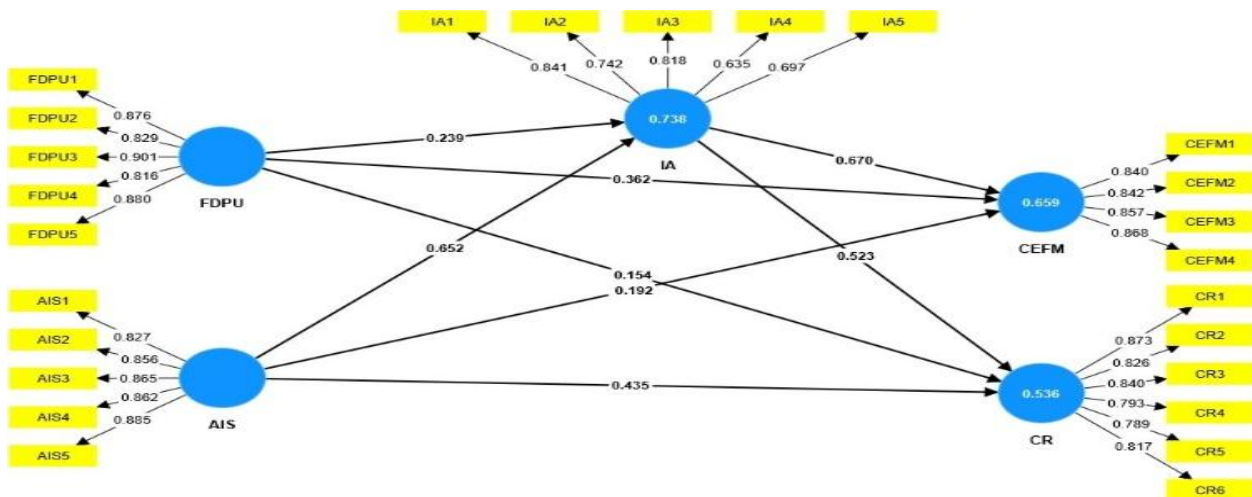 IA1
IA2
IA3
IA4
IA5
0.841
0.742
0.818
0.635
0.697
0.738
IA
FDPU1
FDPU2
FDPU3
FDPU4
FDPU5
0.876
0.829
0.901
0.816
0.880
FDPU
0.239
0.362
0.670
0.652
0.154
0.192
0.523
0.435
AIS1
AIS2
AIS3
AIS4
AIS5
0.827
0.856
0.865
0.862
0.885
AIS
0.659
CEFM
0.840
0.842
0.857
0.868
CEFM1
CEFM2
CEFM3
CEFM4
0.536
CR
0.873
0.826
0.840
0.793
0.789
0.817
CR1
CR2
CR3
CR4
CR5
CR6